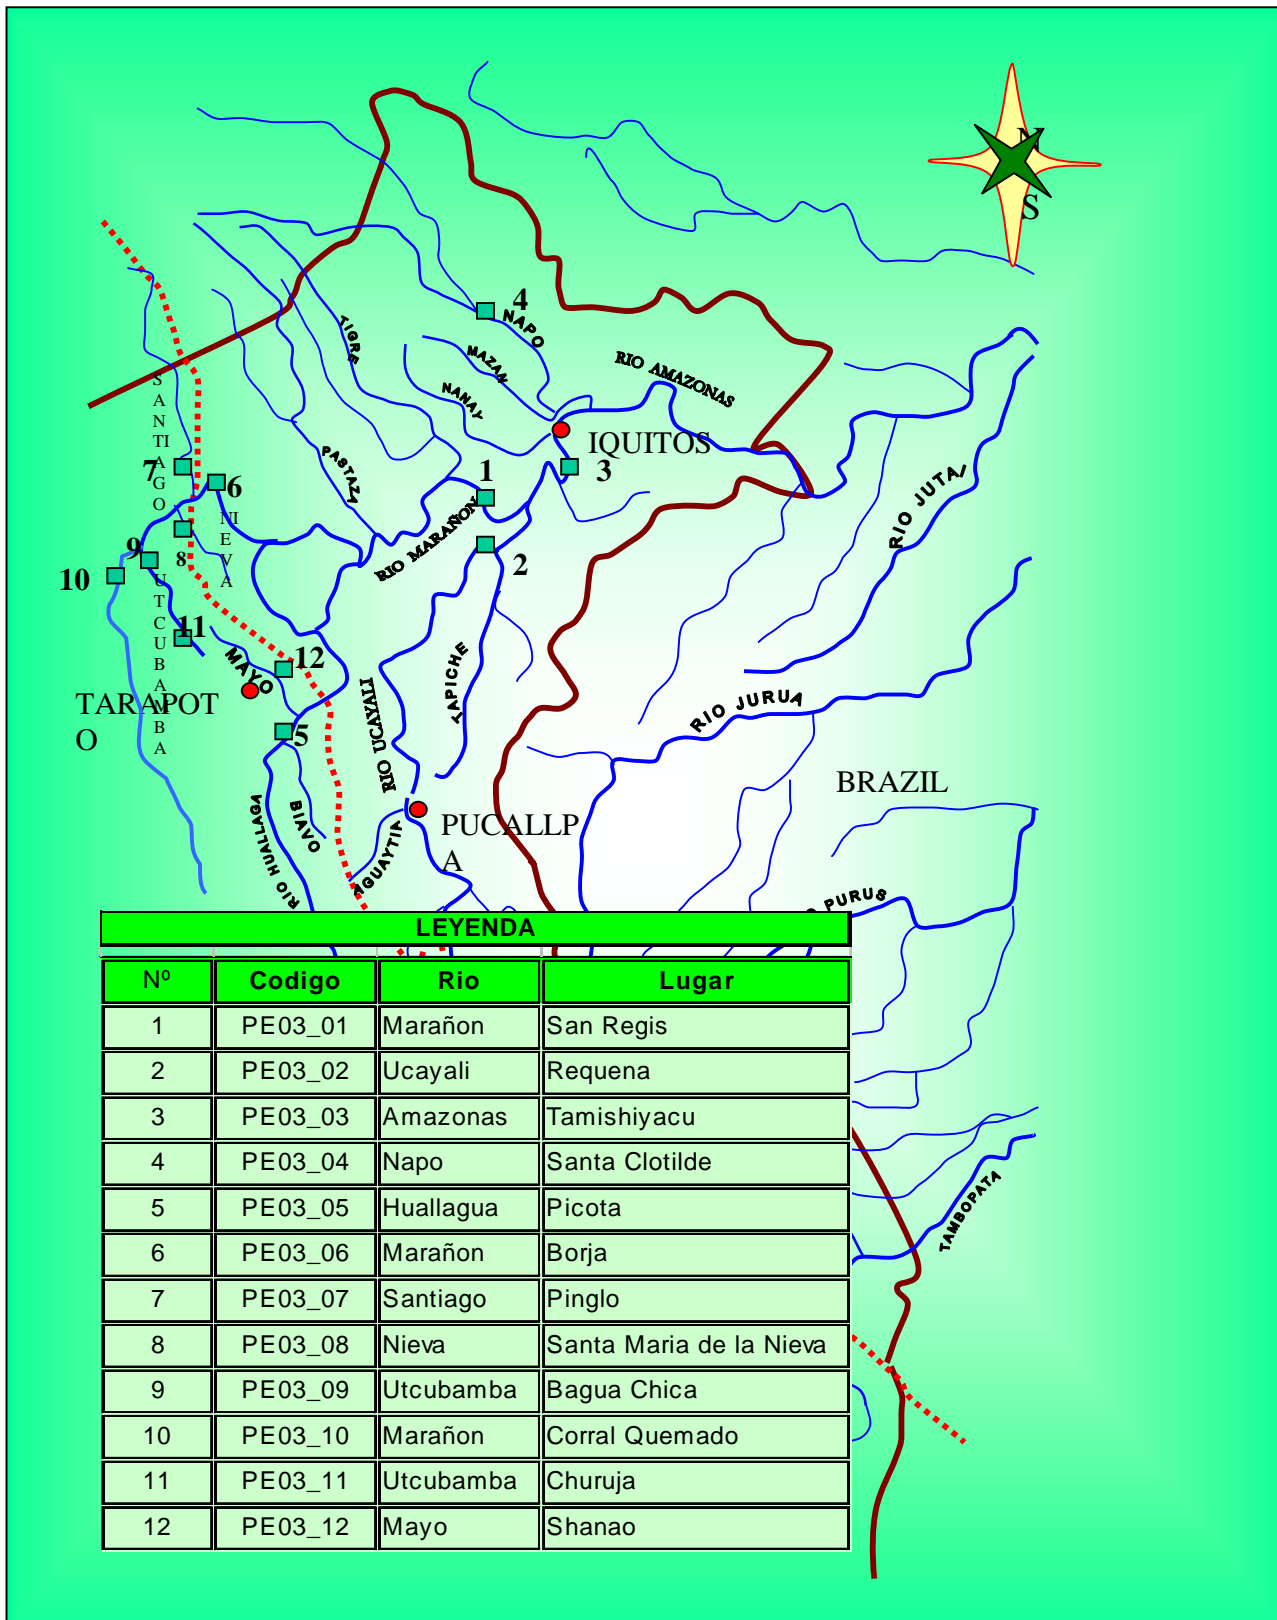 N
S
4
NAPO
TIGRE
MAZAN
RIO AMAZONAS
NANAY
SANTIAGO
IQUITOS
7
PASTAZA
1
3
6
RIO JUTAI
NIEVA
RIO MARAÑON
9
8
2
10
UTCUBAMBA
11
MAYO
12
TAPICHE
RIO UCAYALI
TARAPOT
O
RIO JURUA
5
BRAZIL
BIAVO
RIO HUALLAGA
PUCALLP
A
AGUAYTIA
PURUS
TAMBOPATA
LEYENDA
Nº Codigo Rio Lugar
1 PE03_01 Marañon San Regis
2 PE03_02 Ucayali Requena
3 PE03_03 Amazonas Tamishiyacu
4 PE03_04 Napo Santa Clotilde
5 PE03_05 Huallagua Picota
6 PE03_06 Marañon Borja
7 PE03_07 Santiago Pinglo
8 PE03_08 Nieva Santa Maria de la Nieva
9 PE03_09 Utcubamba Bagua Chica
10 PE03_10 Marañon Corral Quemado
11 PE03_11 Utcubamba Churuja
12 PE03_12 Mayo Shanao